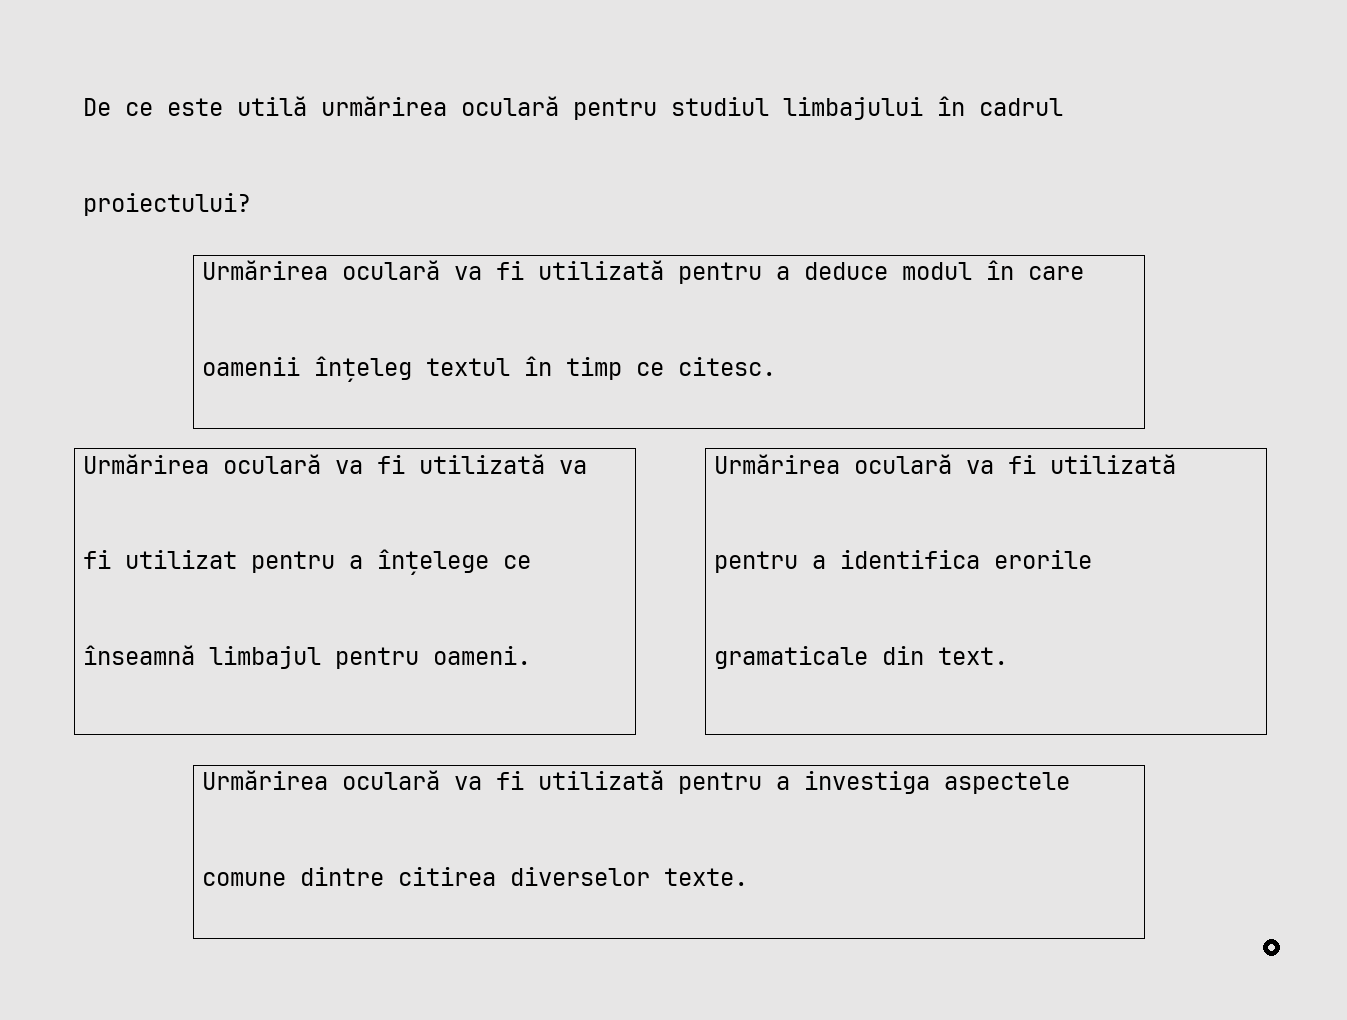 De ce este utilă urmărirea oculară pentru studiul limbajului în cadrul
proiectului?
Urmărirea oculară va fi utilizată pentru a deduce modul în care
oamenii înțeleg textul în timp ce citesc.
Urmărirea oculară va fi utilizată va
fi utilizat pentru a înțelege ce
înseamnă limbajul pentru oameni.
Urmărirea oculară va fi utilizată
pentru a identifica erorile
gramaticale din text.
Urmărirea oculară va fi utilizată pentru a investiga aspectele
comune dintre citirea diverselor texte.